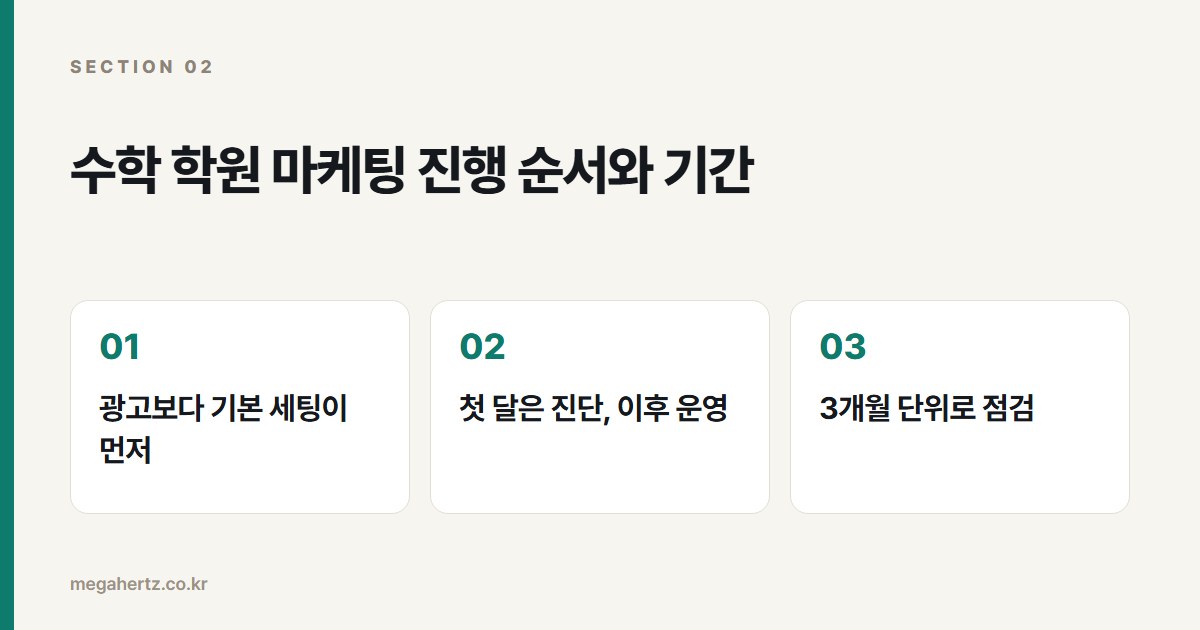 SECTION 02
수학 학원 마케팅 진행 순서와 기간
01
광고보다 기본 세팅이
먼저
02
첫 달은 진단, 이후 운영
03
3개월 단위로 점검
megahertz.co.kr